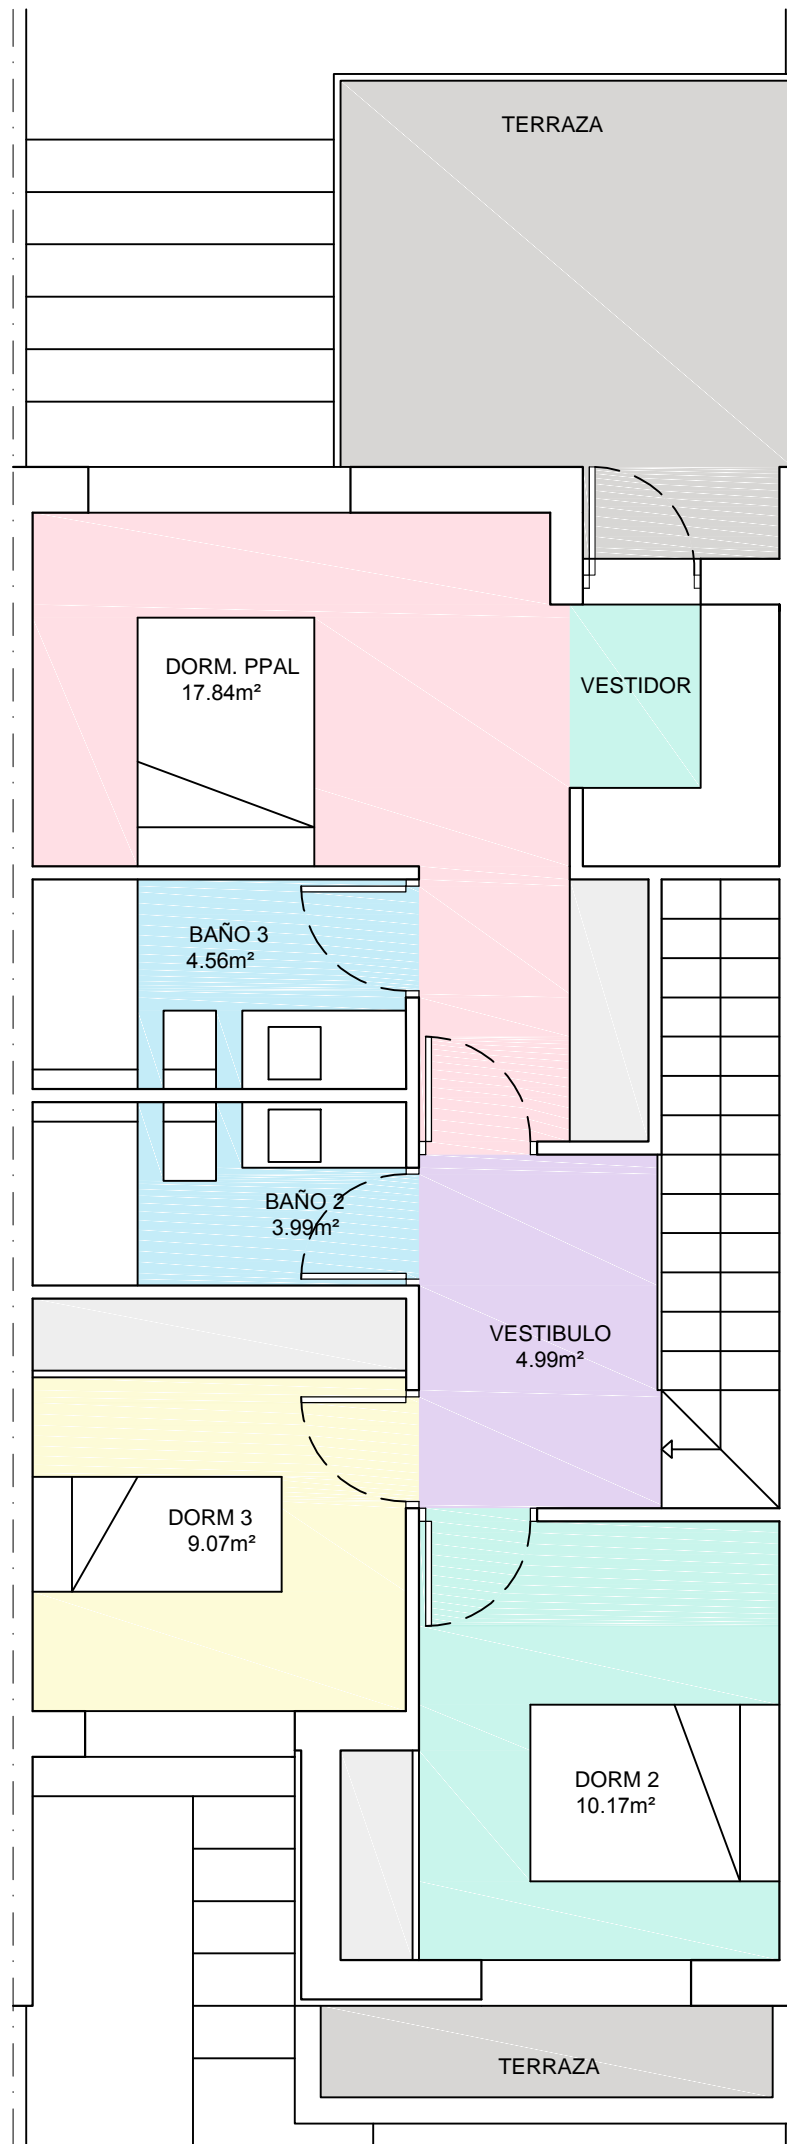 TERRAZA
DORM. PPAL
17.84m²
VESTIDOR
BAÑO 3
4.56m²
BAÑO 2
3.99m²
VESTIBULO
4.99m²
DORM 3
9.07m²
DORM 2
10.17m²
TERRAZA